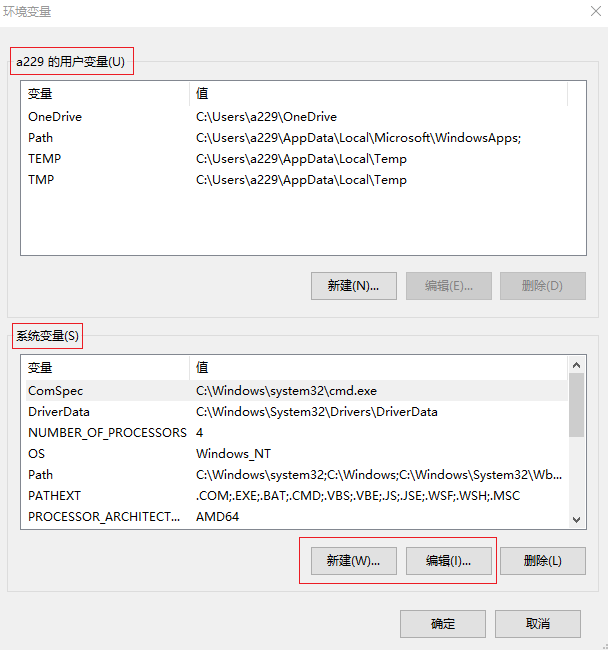 环境变量
a229 的用户变量(U)
变量 值
OneDrive C:\Users\a229\OneDrive
Path C:\Users\a229\AppData\Local\Microsoft\WindowsApps;
TEMP C:\Users\a229\AppData\Local\Temp
TMP C:\Users\a229\AppData\Local\Temp
新建(N)... 编辑(E)... 删除(D)
系统变量(S)
变量 值
ComSpec C:\Windows\system32\cmd.exe
DriverData C:\Windows\System32\Drivers\DriverData
NUMBER_OF_PROCESSORS 4
OS Windows_NT
Path C:\Windows\system32;C:\Windows;C:\Windows\System32\Wb...
PATHEXT .COM;.EXE;.BAT;.CMD;.VBS;.VBE;.JS;.JSE;.WSF;.WSH;.MSC
PROCESSOR_ARCHITECT... AMD64
新建(W)... 编辑(I)... 删除(L)
确定 取消